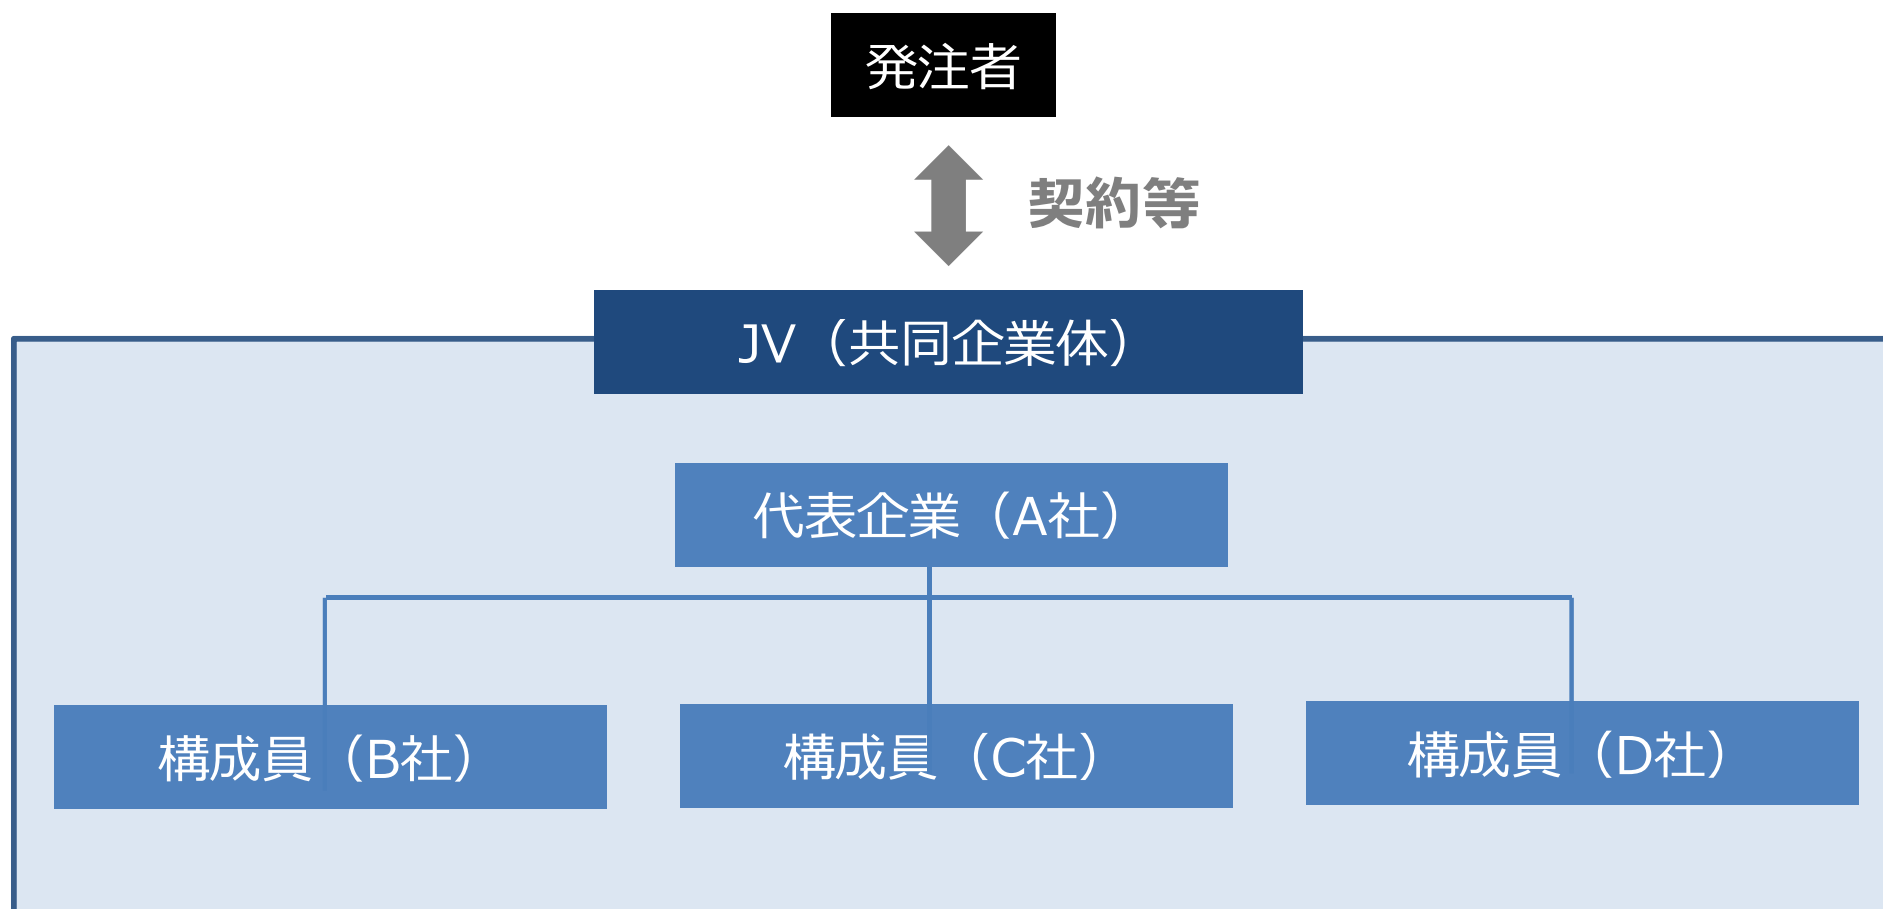 発注者
契約等
JV（共同企業休）
代表企業（A社）
構成員（B社）
構成員（C社）
構成員（D社）